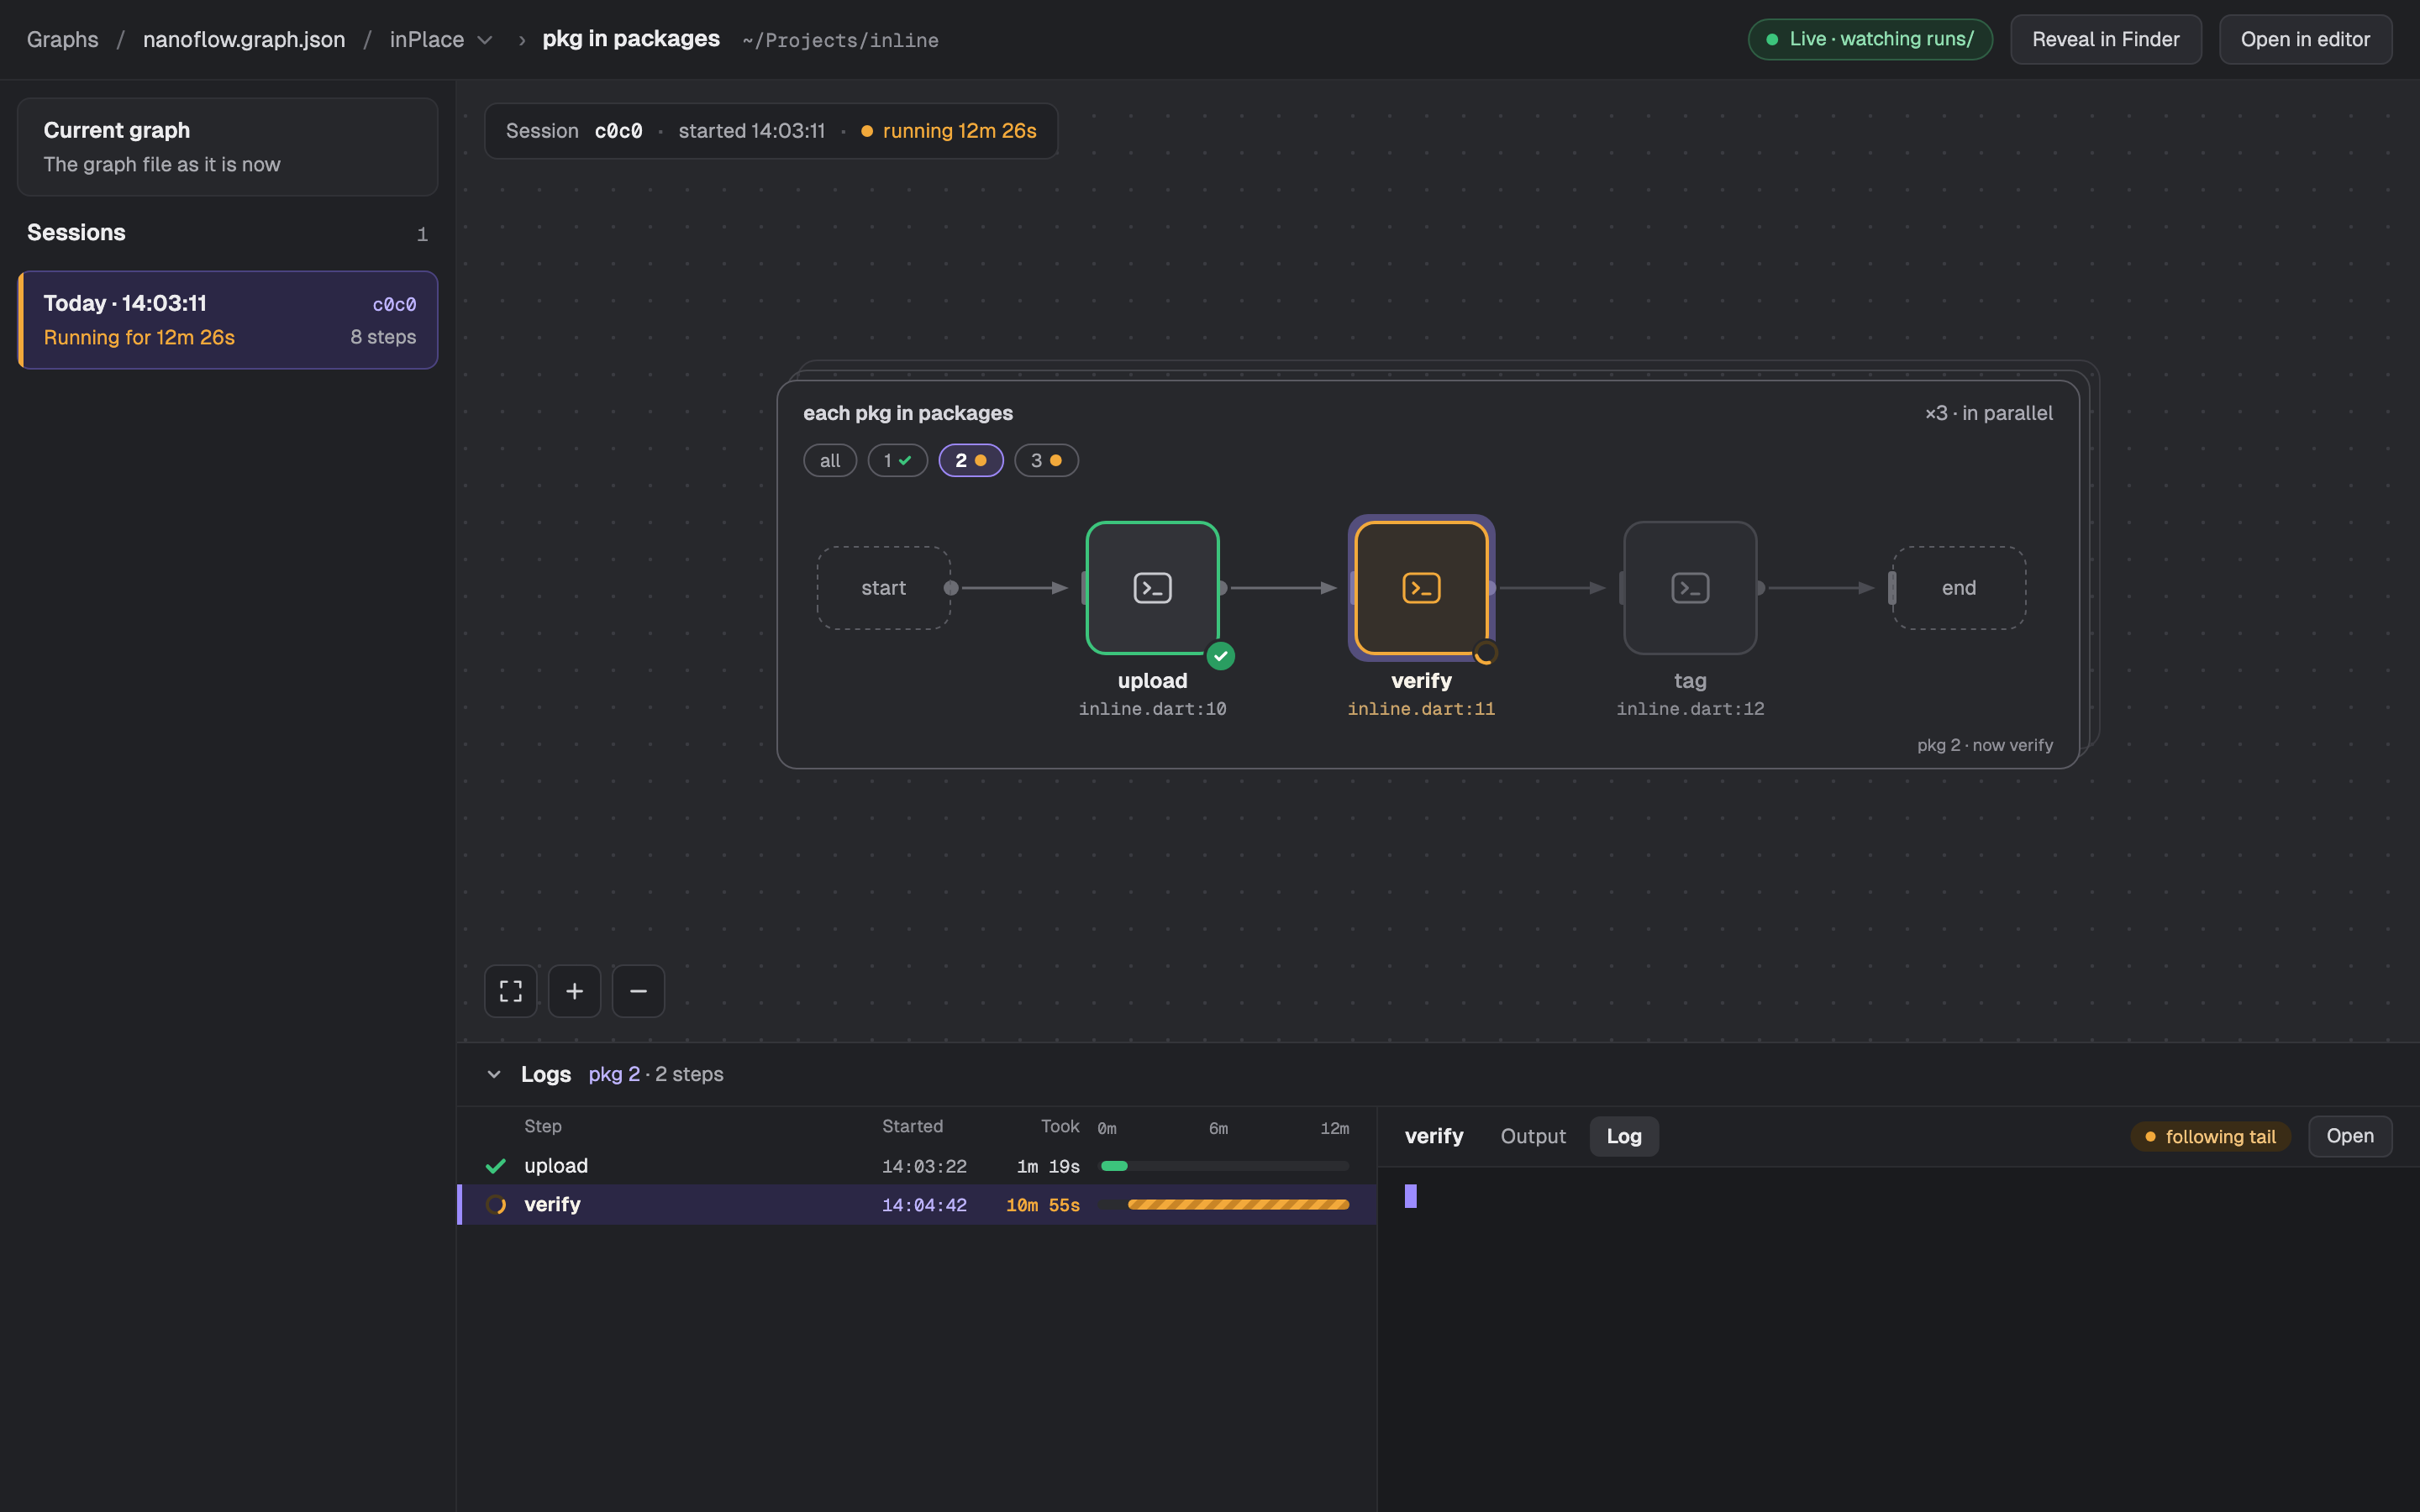 Graphs / nanoflow.graph.json / inPlace › pkg in packages ~/Projects/inline
Live · watching runs/
Reveal in Finder
Open in editor
Current graph
The graph file as it is now
Sessions 1
Today · 14:03:11 c0c0
Running for 12m 26s 8 steps
Session c0c0 · started 14:03:11 · running 12m 26s
each pkg in packages ×3 · in parallel
all 1 2 3
start
end
upload
inline.dart:10
verify
inline.dart:11
tag
inline.dart:12
pkg 2 · now verify
Logs pkg 2 · 2 steps
Step Started Took 0m 6m 12m
upload 14:03:22 1m 19s
verify 14:04:42 10m 55s
verify Output Log following tail Open